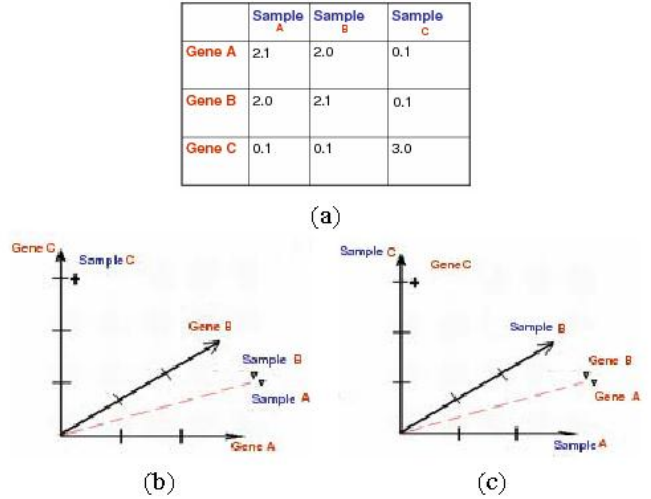 Sample A Sample B Sample C
Gene A 2.1 2.0 0.1
Gene B 2.0 2.1 0.1
Gene C 0.1 0.1 3.0
(a)
Gene C
Sample C
Gene B
Sample B
Sample A
Gene A
(b)
Sample C
Gene C
Sample B
Gene B
Gene A
Sample A
(c)